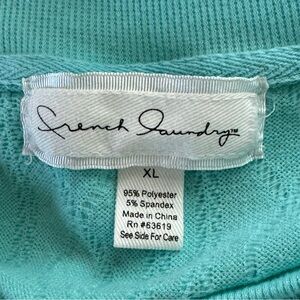 French Laundry™
XL
95% Polyester
5% Spandex
Made in China
Rn #63619
See Side For Care